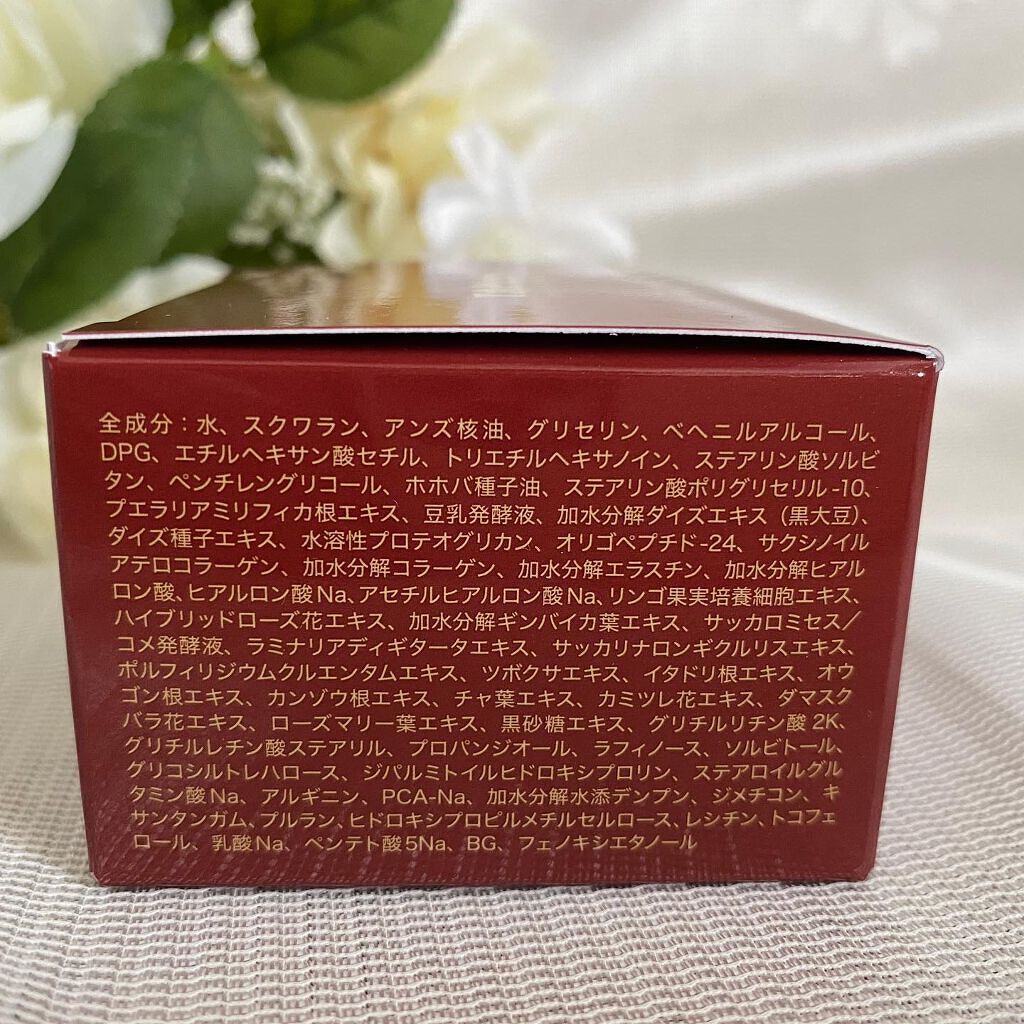 全成分：水、スクワラン、アンズ核油、グリセリン、ベヘニルアルコール、
DPG、エチルヘキサン酸セチル、トリエチルヘキサノイン、ステアリン酸ソルビ
タン、ペンチレングリコール、ホホバ種子油、ステアリン酸ポリグリセリル-10、
プエラリアミリフィカ根エキス、豆乳発酵液、加水分解ダイズエキス（黒大豆）、
ダイズ種子エキス、水溶性プロテオグリカン、オリゴペプチド-24、サクシノイル
アテロコラーゲン、加水分解コラーゲン、加水分解エラスチン、加水分解ヒアル
ロン酸、ヒアルロン酸Na、アセチルヒアルロン酸Na、リンゴ果実培養細胞エキス、
ハイブリッドローズ花エキス、加水分解ギンバイカ葉エキス、サッカロミセス／
コメ発酵液、ラミナリアディギタータエキス、サッカリナロンギクルリスエキス、
ポルフィリジウムクルエンタムエキス、ツボクサエキス、イタドリ根エキス、オウ
ゴン根エキス、カンゾウ根エキス、チャ葉エキス、カミツレ花エキス、ダマスク
バラ花エキス、ローズマリー葉エキス、黒砂糖エキス、グリチルリチン酸2K、
グリチルレチン酸ステアリル、プロパンジオール、ラフィノース、ソルビトール、
グリコシルトレハロース、ジパルミトイルヒドロキシプロリン、ステアロイルグル
タミン酸Na、アルギニン、PCA-Na、加水分解水添デンプン、ジメチコン、キ
サンタンガム、プルラン、ヒドロキシプロピルメチルセルロース、レシチン、トコフェ
ロール、乳酸Na、ペンテト酸5Na、BG、フェノキシエタノール